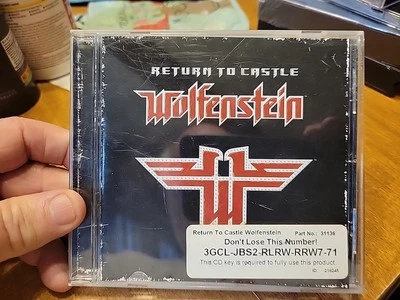 RETURN TO CASTLE
Wolfenstein
Return To Castle Wolfenstein Part No.: 31136
Don't Lose This Number!
3GCL-JBS2-RLRW-RRW7-71
This CD key is required to fully use this product
ID: